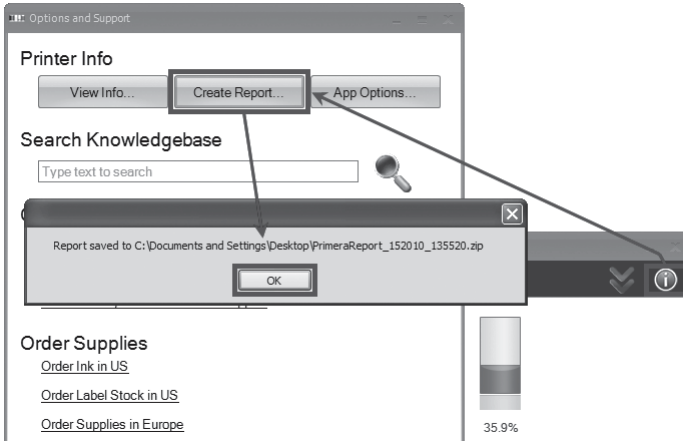 Options and Support
Printer Info
View Info...
Create Report...
App Options...
Search Knowledgebase
Type text to search
Report saved to C:\Documents and Settings\Desktop\PrimeraReport_152010_135520.zip
OK
Order Supplies
Order Ink in US
Order Label Stock in US
Order Supplies in Europe
35.9%